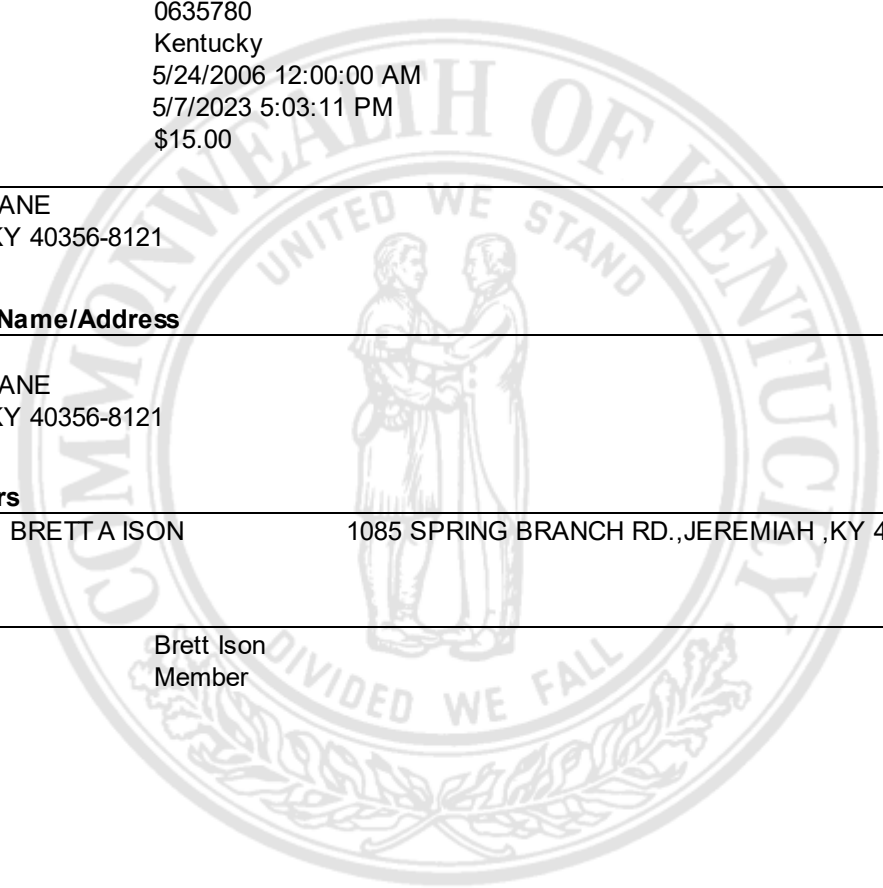 0635780
Kentucky
5/24/2006 12:00:00 AM
5/7/2023 5:03:11 PM
$15.00
ANE
KY 40356-8121
Name/Address
ANE
KY 40356-8121
rs
BRETT A ISON 1085 SPRING BRANCH RD.,JEREMIAH ,KY 4
Brett Ison
Member
COMMONWEALTH OF KENTUCKY
UNITED WE STAND
DIVIDED WE FALL